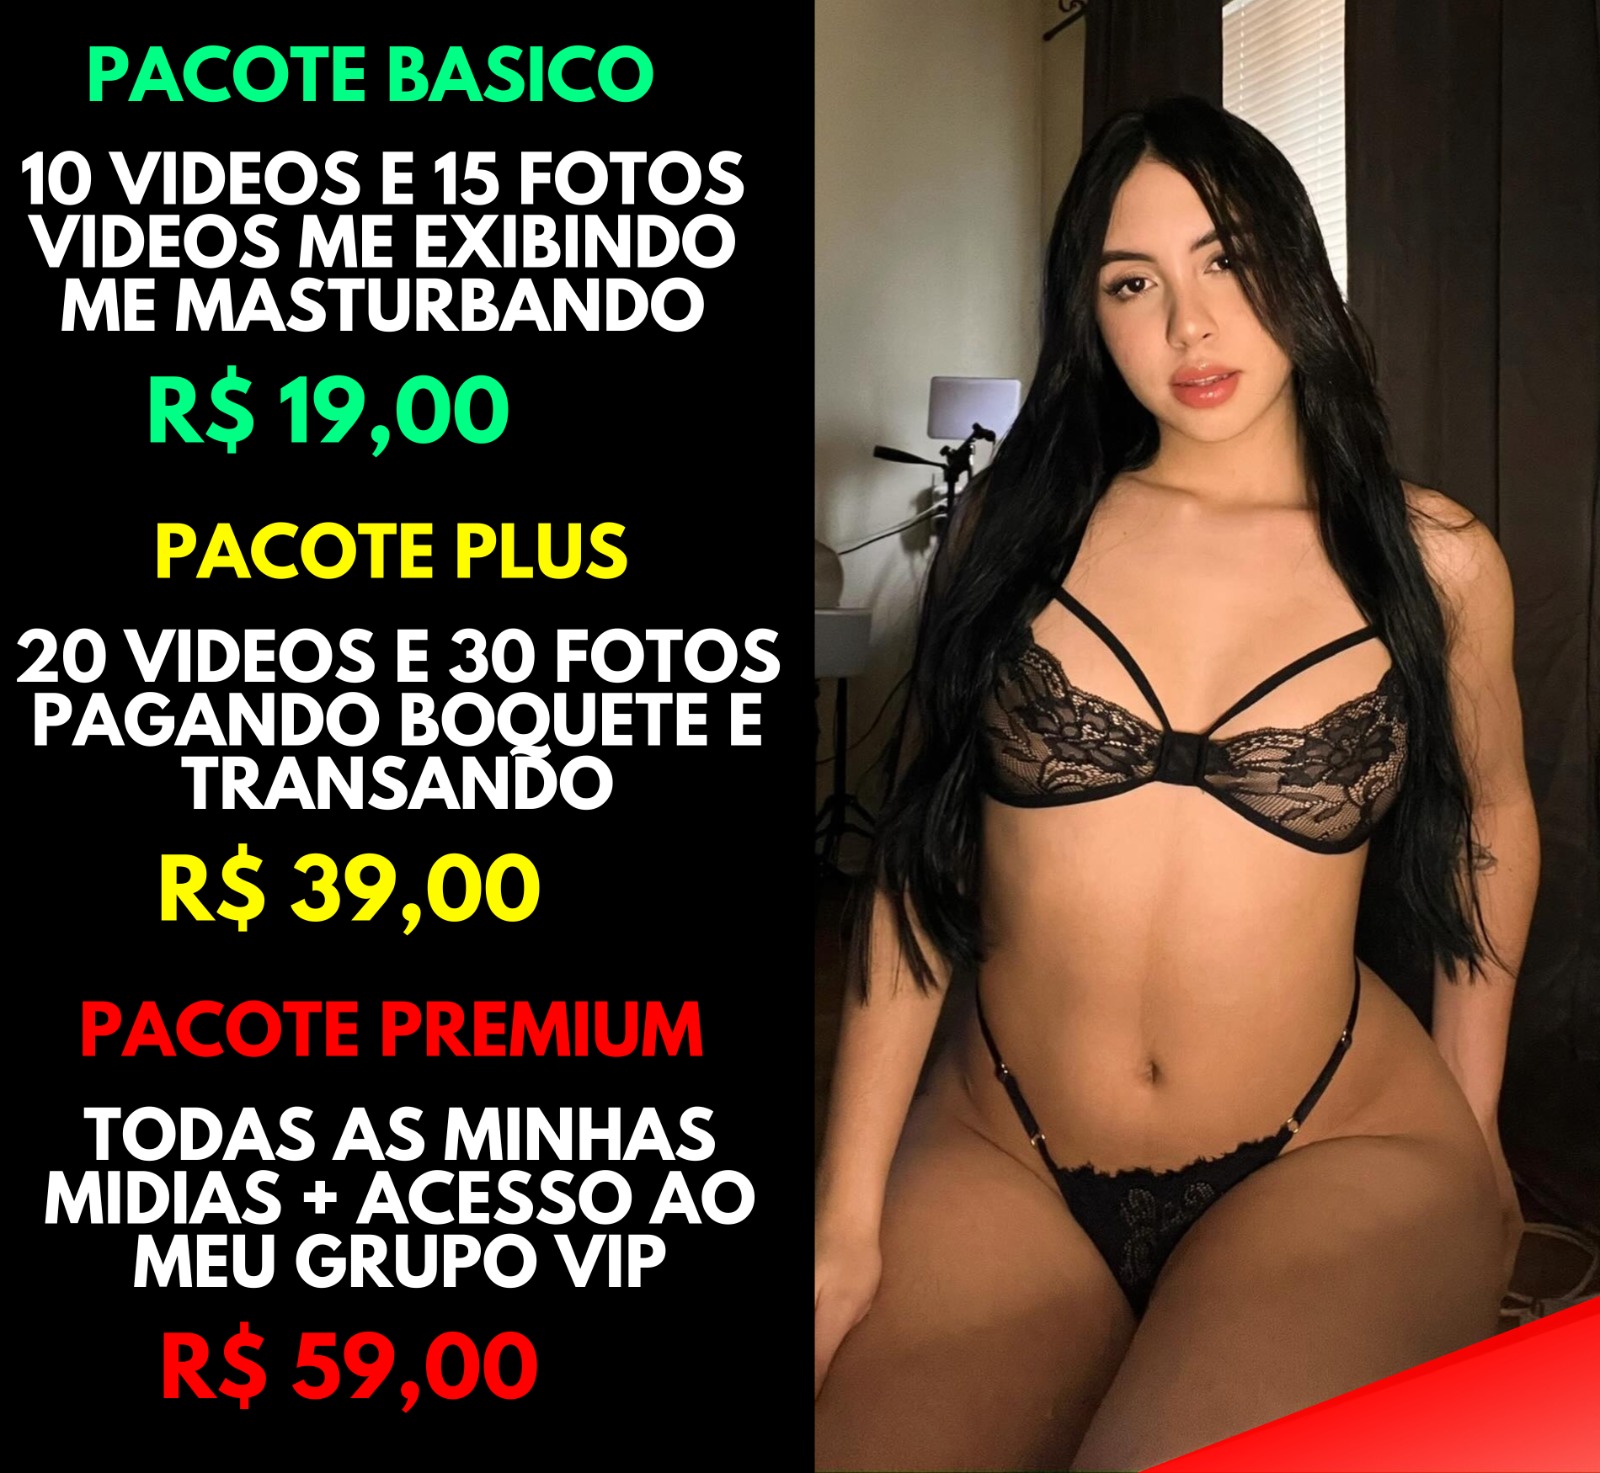 PACOTE BASICO
10 VIDEOS E 15 FOTOS
VIDEOS ME EXIBINDO
ME MASTURBANDO
R$ 19,00
PACOTE PLUS
20 VIDEOS E 30 FOTOS
PAGANDO BOQUETE E
TRANSANDO
R$ 39,00
PACOTE PREMIUM
TODAS AS MINHAS
MIDIAS + ACESSO AO
MEU GRUPO VIP
R$ 59,00